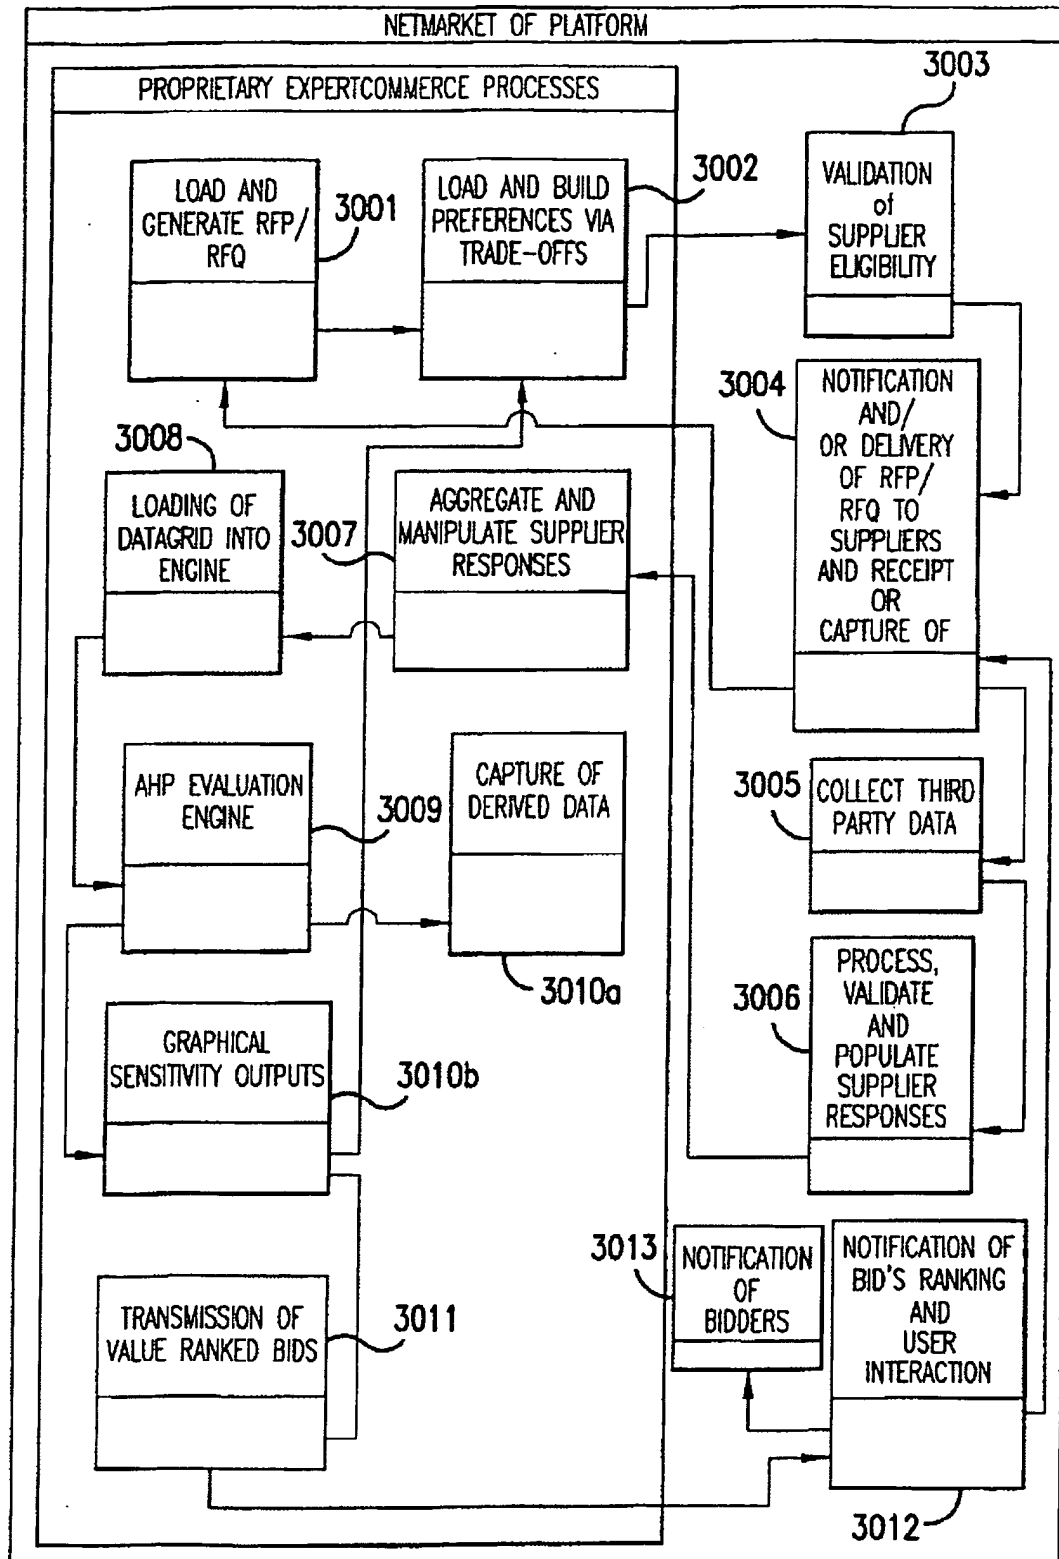 NETMARKET OF PLATFORM
PROPRIETARY EXPERTCOMMERCE PROCESSES
LOAD AND
GENERATE RFP/
RFQ
3001
LOAD AND BUILD
PREFERENCES VIA
TRADE-OFFS
3002
3003
VALIDATION
of
SUPPLIER
ELIGIBILITY
3004
NOTIFICATION
AND/
OR DELIVERY
OF RFP/
RFQ TO
SUPPLIERS
AND RECEIPT
OR
CAPTURE OF
3008
LOADING OF
DATAGRID INTO
ENGINE
3007
AGGREGATE AND
MANIPULATE SUPPLIER
RESPONSES
AHP EVALUATION
ENGINE
3009
CAPTURE OF
DERIVED DATA
3010a
3005
COLLECT THIRD
PARTY DATA
3006
PROCESS,
VALIDATE
AND
POPULATE
SUPPLIER
RESPONSES
GRAPHICAL
SENSITIVITY OUTPUTS
3010b
TRANSMISSION OF
VALUE RANKED BIDS
3011
3013
NOTIFICATION
OF
BIDDERS
NOTIFICATION OF
BID'S RANKING
AND
USER
INTERACTION
3012